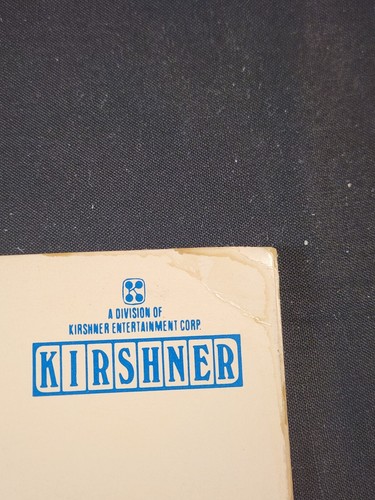 K
A DIVISION OF
KIRSHNER ENTERTAINMENT CORP.
KIRSHNER